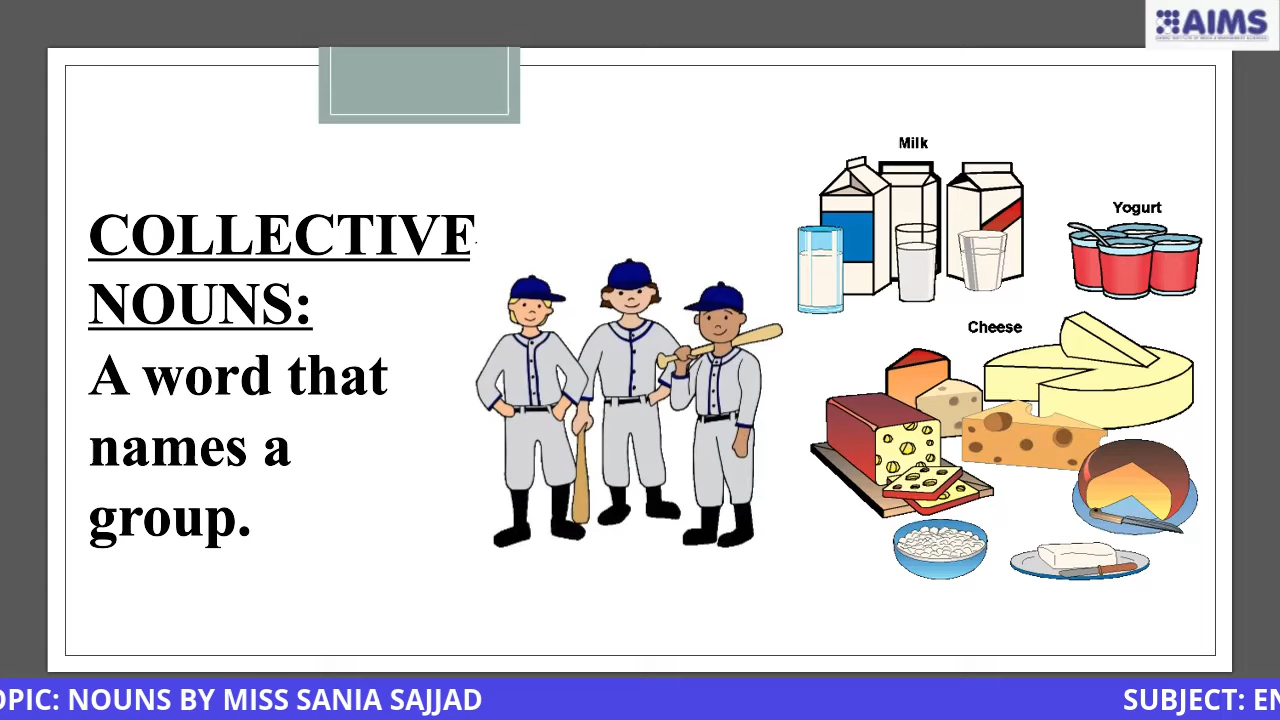 AIMS
COLLECTIVE
NOUNS:
A word that
names a
group.
Milk
Yogurt
Cheese
OPIC: NOUNS BY MISS SANIA SAJJAD
SUBJECT: EN